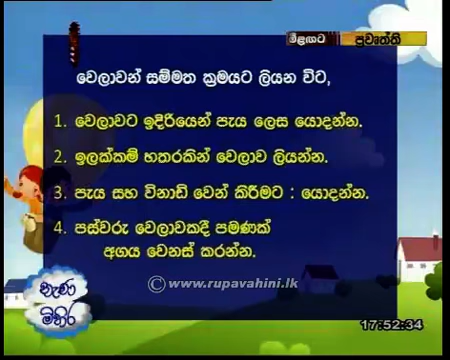 මීළඟට ප්‍රවෘත්ති
වේලාවන් සම්මත ක්‍රමයට ලියන විට,
1. වේලාවට ඉදිරියෙන් පැය ලෙස යොදන්න.
2. ඉලක්කම් හතරකින් වේලාව ලියන්න.
3. පැය සහ විනාඩි වෙන් කිරීමට : යොදන්න.
4. පස්වරු වේලාවකදී පමණක්
අගය වෙනස් කරන්න.
© www.rupavahini.lk
නැණ
මිහිර
17:52:34